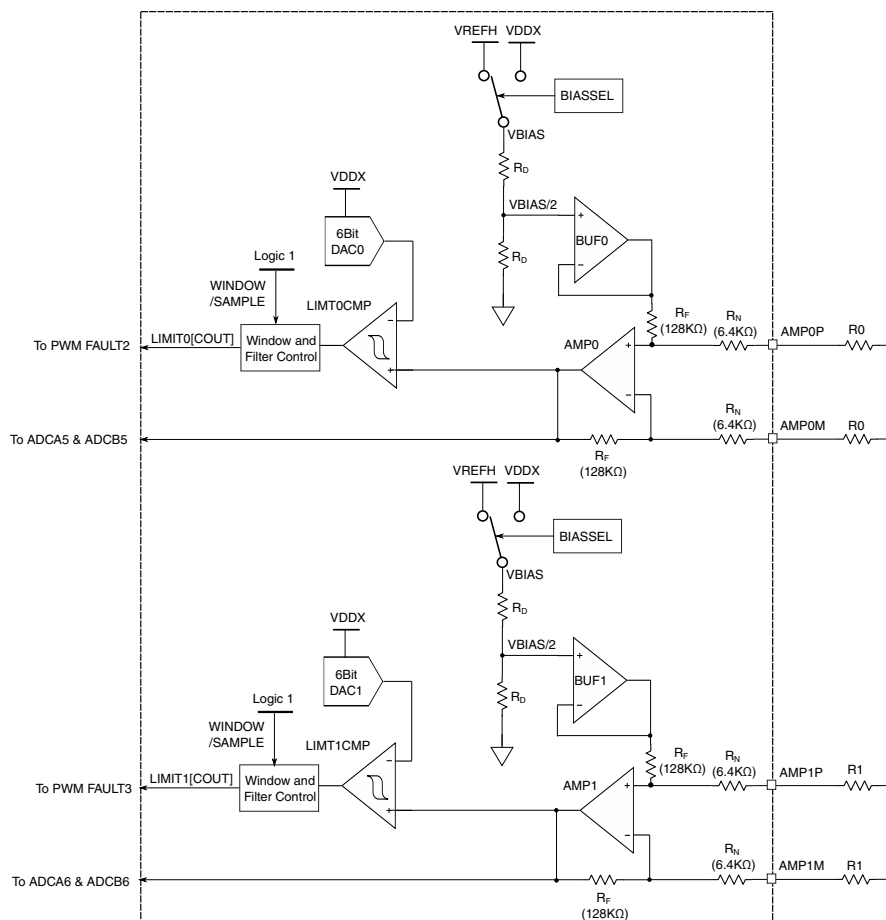 VREFH VDDX
BIASSEL
VBIAS
RD
VDDX
VBIAS/2
6Bit
DAC0
BUF0
Logic 1
RD
WINDOW
/SAMPLE
LIMT0CMP
RF
(128KΩ)
RN
(6.4KΩ)
AMP0P R0
To PWM FAULT2 LIMIT0[COUT] Window and
Filter Control
AMP0
RN
(6.4KΩ)
AMP0M R0
To ADCA5 & ADCB5
RF
(128KΩ)
VREFH VDDX
BIASSEL
VBIAS
RD
VDDX
VBIAS/2
6Bit
DAC1
BUF1
Logic 1
RD
WINDOW
/SAMPLE
LIMT1CMP
RF
(128KΩ)
RN
(6.4KΩ)
AMP1P R1
To PWM FAULT3 LIMIT1[COUT] Window and
Filter Control
AMP1
RN
(6.4KΩ)
AMP1M R1
To ADCA6 & ADCB6
RF
(128KΩ)